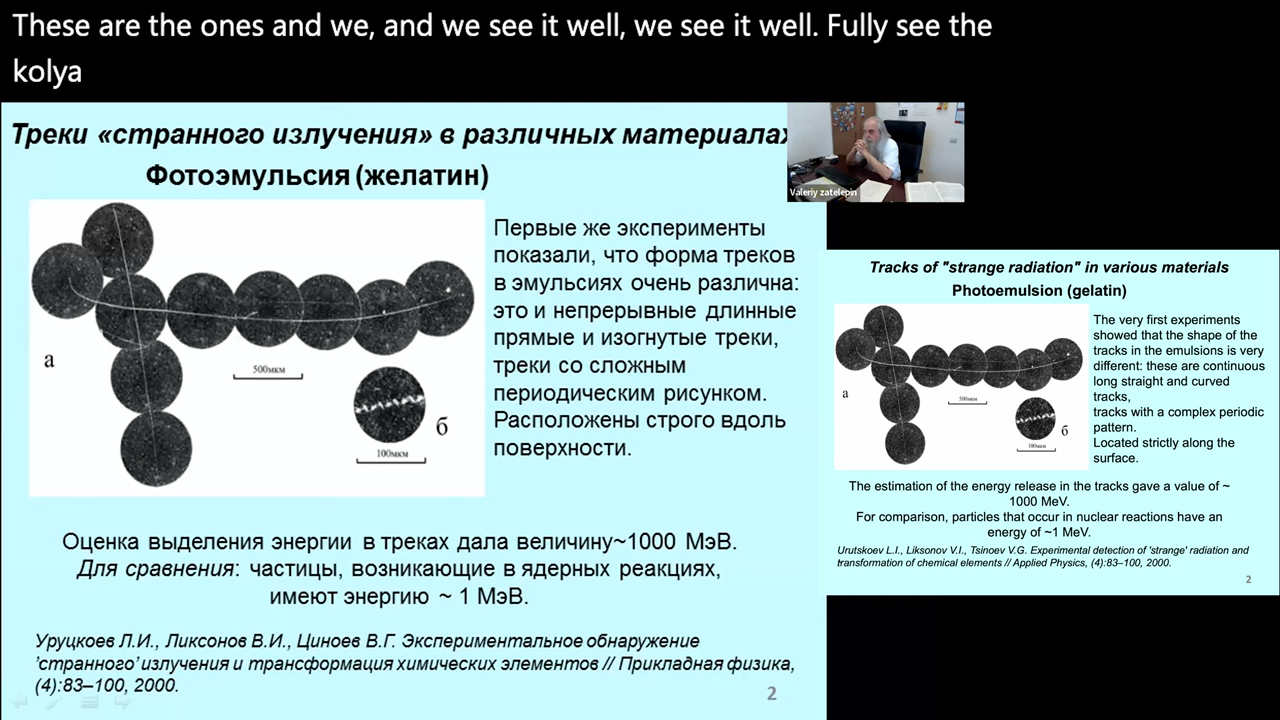 These are the ones and we, and we see it well, we see it well. Fully see the
kolya
Треки «странного излучения» в различных материалах
Фотоэмульсия (желатин)
а
500мкм
б
100мкм
Первые же эксперименты
показали, что форма треков
в эмульсиях очень различна:
это и непрерывные длинные
прямые и изогнутые треки,
треки со сложным
периодическим рисунком.
Расположены строго вдоль
поверхности.
Оценка выделения энергии в треках дала величину~1000 МэВ.
Для сравнения: частицы, возникающие в ядерных реакциях,
имеют энергию ~ 1 МэВ.
Уруцкоев Л.И., Ликсонов В.И., Циноев В.Г. Экспериментальное обнаружение
'странного' излучения и трансформация химических элементов // Прикладная физика,
(4):83–100, 2000.
2
Valeriy zatelepin
Tracks of "strange radiation" in various materials
Photoemulsion (gelatin)
а
500мкм
б
100мкм
The very first experiments
showed that the shape of the
tracks in the emulsions is very
different: these are continuous
long straight and curved
tracks,
tracks with a complex periodic
pattern.
Located strictly along the
surface.
The estimation of the energy release in the tracks gave a value of ~
1000 MeV.
For comparison, particles that occur in nuclear reactions have an
energy of ~1 MeV.
Urutskoev L.I., Liksonov V.I., Tsinoev V.G. Experimental detection of 'strange' radiation and
transformation of chemical elements // Applied Physics, (4):83–100, 2000.
2